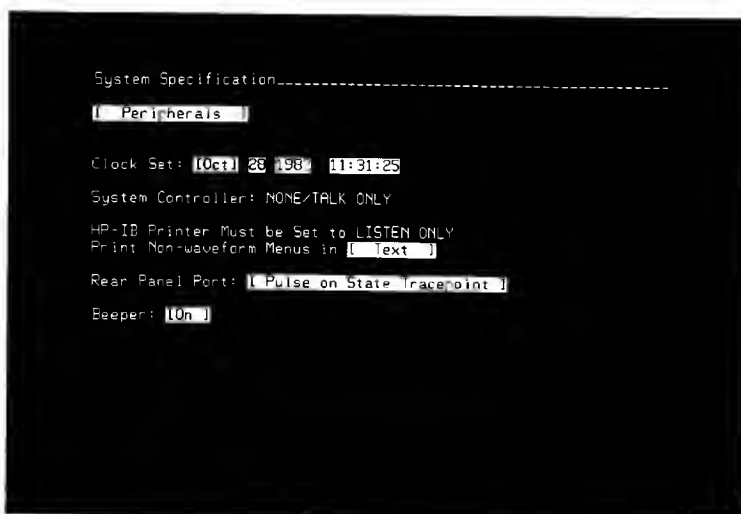 System Specification
[ Peripherals ]
Clock Set: [Oct] 28 11:31:25
System Controller: NONE/TALK ONLY
HP-IB Printer Must be Set to LISTEN ONLY
Print Non-waveform Menus in [ Text ]
Rear Panel Port: [ Pulse on State Tracepoint ]
Beeper: [On ]